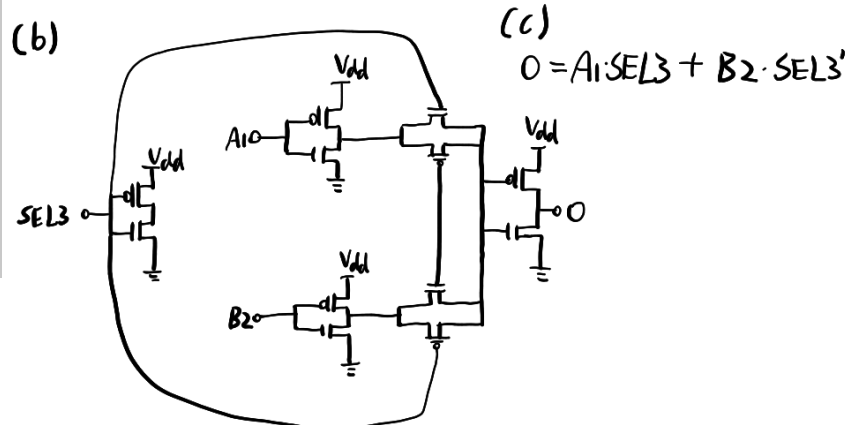 (b)
(c)
O = A1·SEL3 + B2·SEL3'
Vdd
A1
Vdd
Vdd
SEL3
O
Vdd
B2